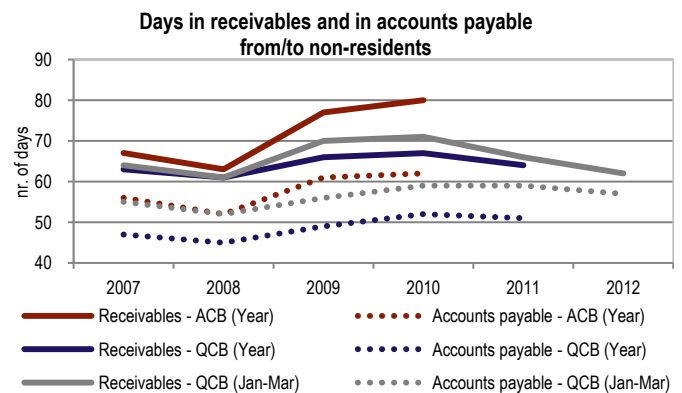 Days in receivables and in accounts payable
from/to non-residents
nr. of days
90
80
70
60
50
40
2007 2008 2009 2010 2011 2012
Receivables - ACB (Year) Accounts payable - ACB (Year)
Receivables - QCB (Year) Accounts payable - QCB (Year)
Receivables - QCB (Jan-Mar) Accounts payable - QCB (Jan-Mar)